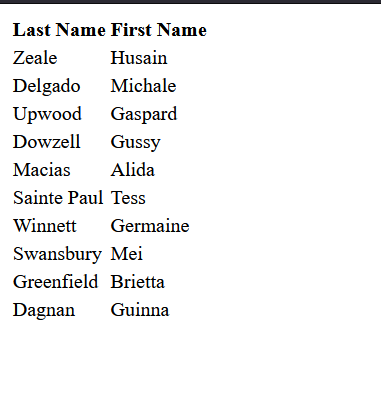 Last Name First Name
Zeale Husain
Delgado Michale
Upwood Gaspard
Dowzell Gussy
Macias Alida
Sainte Paul Tess
Winnett Germaine
Swansbury Mei
Greenfield Brietta
Dagnan Guinna